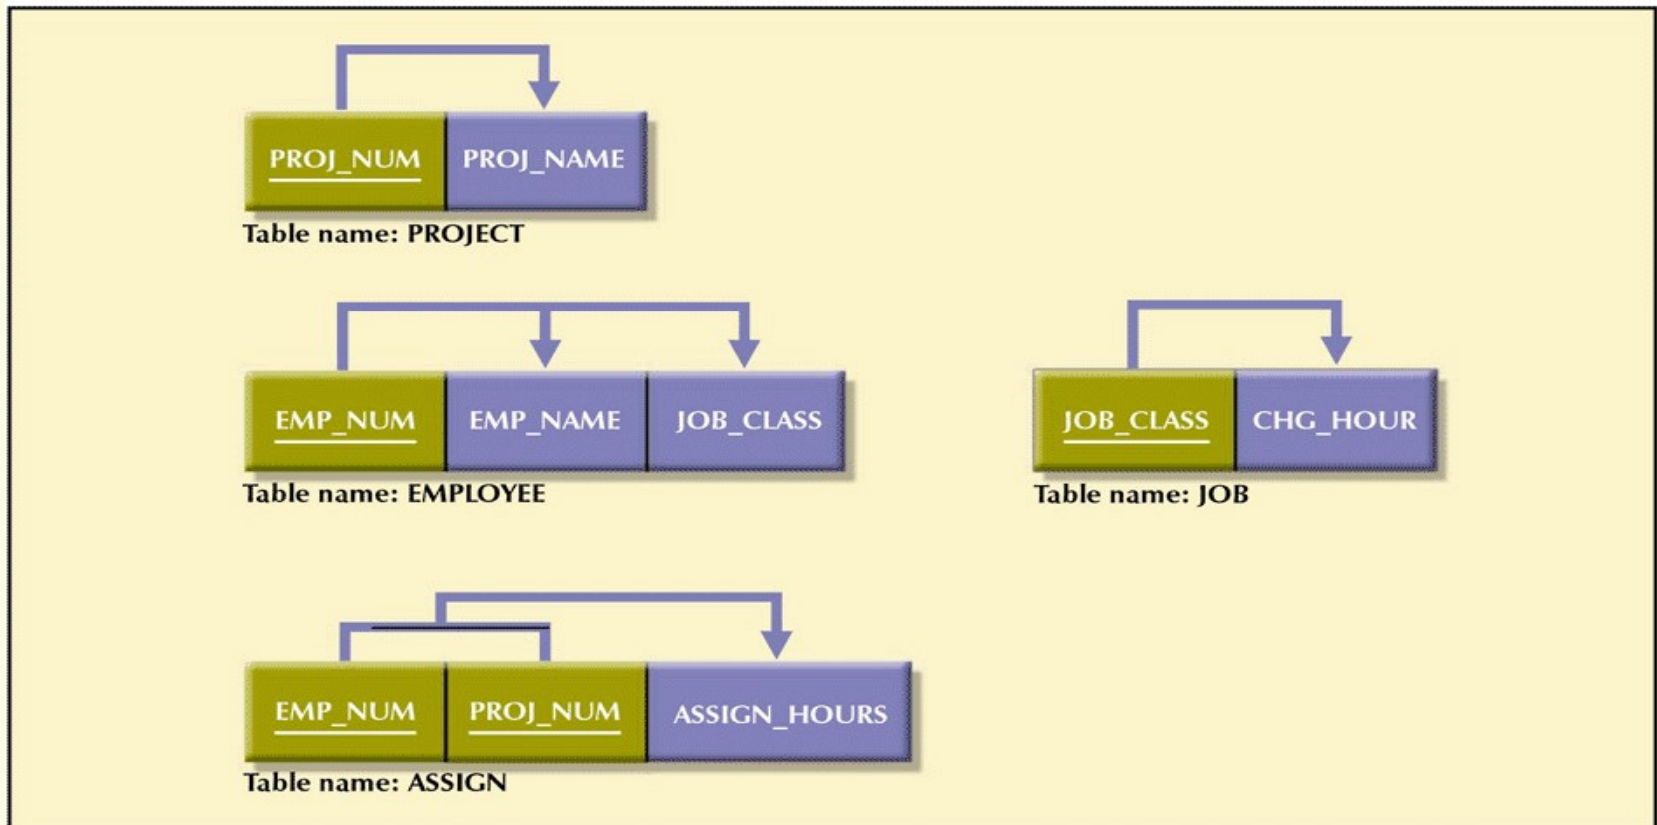 PROJ_NUM PROJ_NAME
Table name: PROJECT
EMP_NUM EMP_NAME JOB_CLASS
Table name: EMPLOYEE
JOB_CLASS CHG_HOUR
Table name: JOB
EMP_NUM PROJ_NUM ASSIGN_HOURS
Table name: ASSIGN